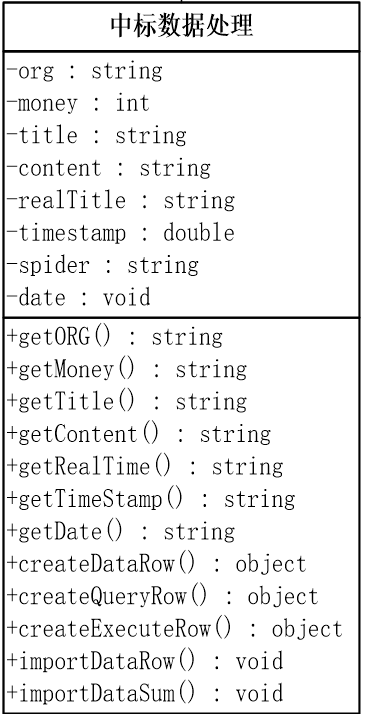 中标数据处理
-org : string
-money : int
-title : string
-content : string
-realTitle : string
-timestamp : double
-spider : string
-date : void
+getORG() : string
+getMoney() : string
+getTitle() : string
+getContent() : string
+getRealTime() : string
+getTimeStamp() : string
+getDate() : string
+createDataRow() : object
+createQueryRow() : object
+createExecuteRow() : object
+importDataRow() : void
+importDataSum() : void